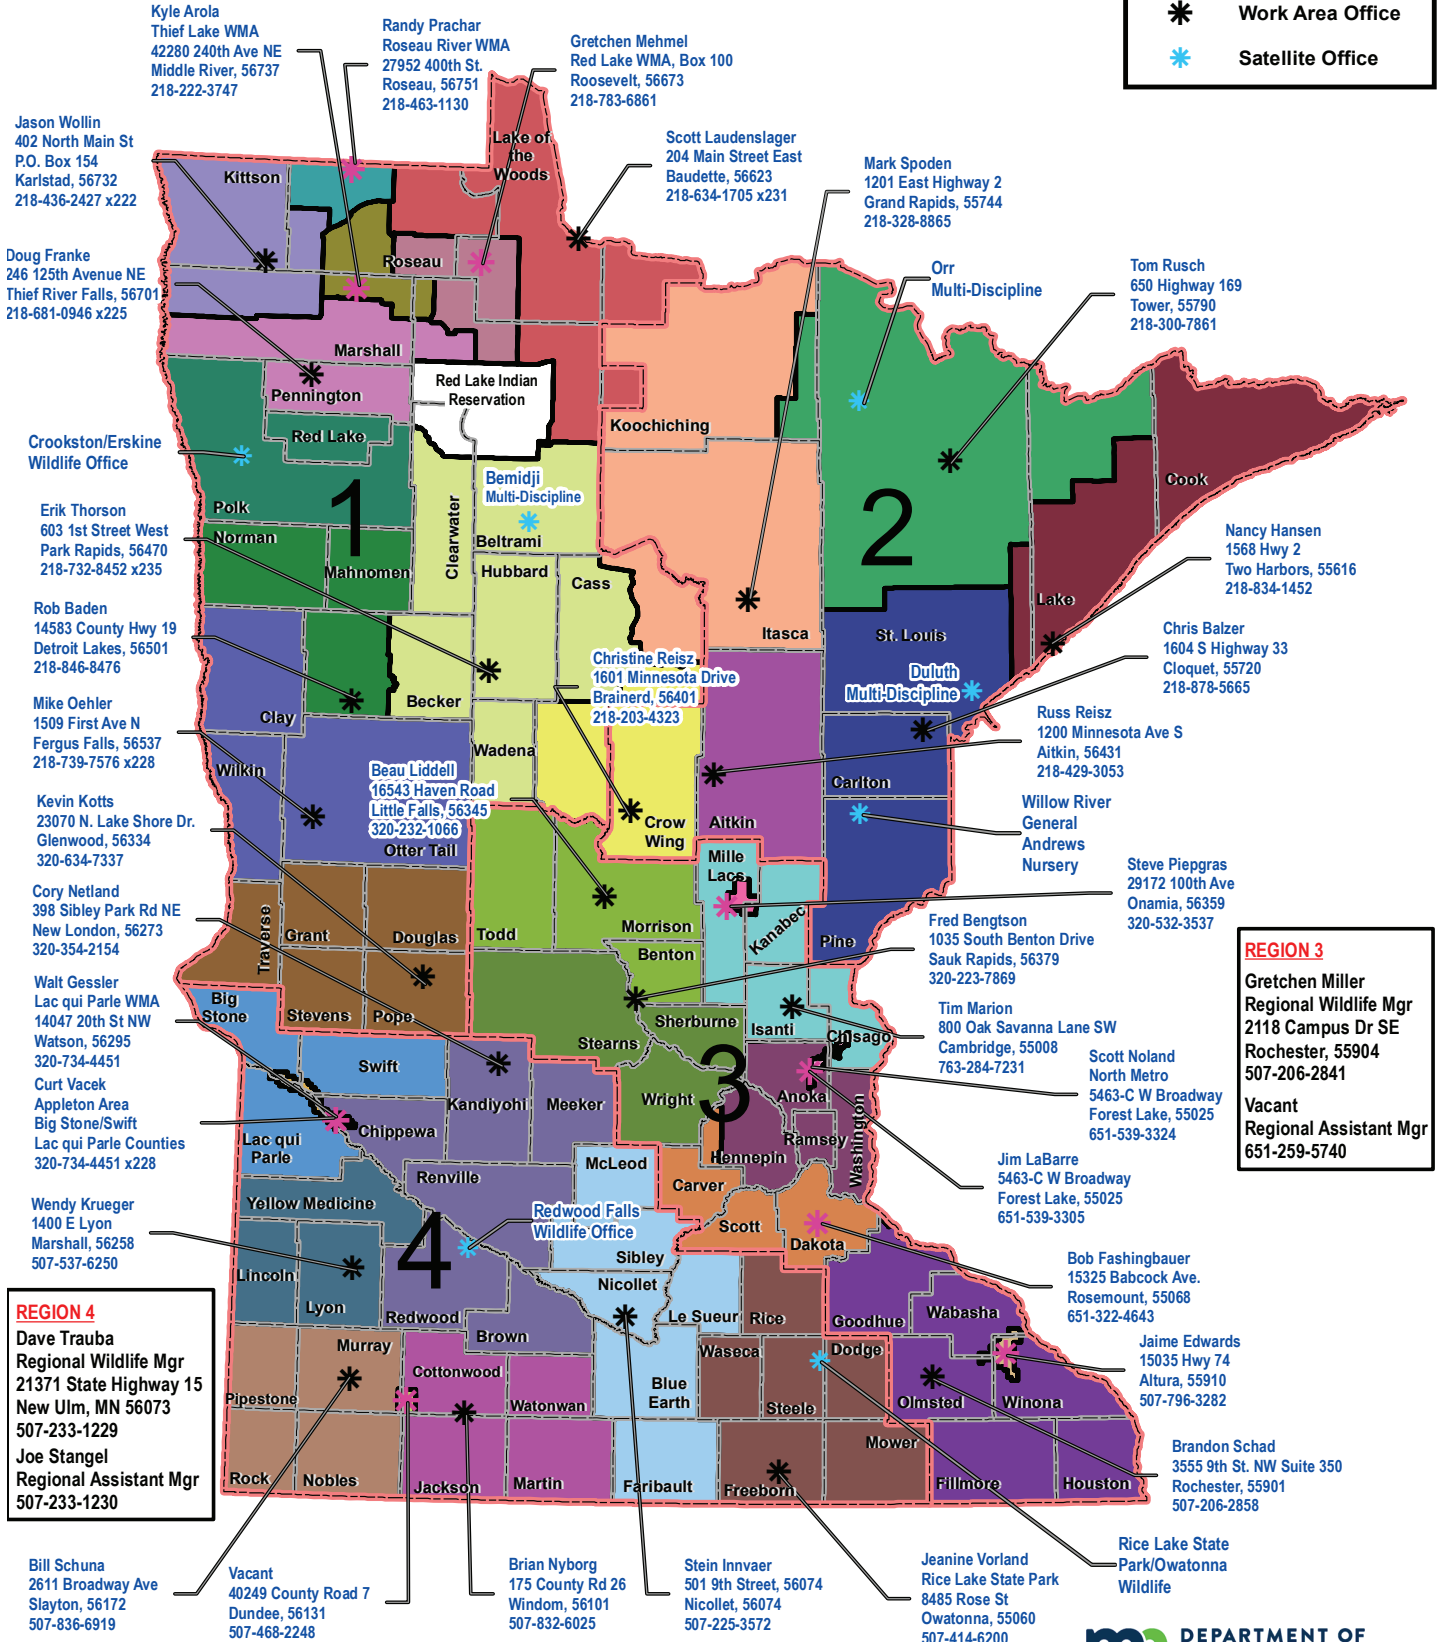 Work Area Office
Satellite Office
Kyle Arola
Thief Lake WMA
42280 240th Ave NE
Middle River, 56737
218-222-3747
Randy Prachar
Roseau River WMA
27952 400th St.
Roseau, 56751
218-463-1130
Gretchen Mehmel
Red Lake WMA, Box 100
Roosevelt, 56673
218-783-6861
Jason Wollin
402 North Main St
P.O. Box 154
Karlstad, 56732
218-436-2427 x222
Scott Laudenslager
204 Main Street East
Baudette, 56623
218-634-1705 x231
Mark Spoden
1201 East Highway 2
Grand Rapids, 55744
218-328-8865
Doug Franke
246 125th Avenue NE
Thief River Falls, 56701
218-681-0946 x225
Orr
Multi-Discipline
Tom Rusch
650 Highway 169
Tower, 55790
218-300-7861
Crookston/Erskine
Wildlife Office
Erik Thorson
603 1st Street West
Park Rapids, 56470
218-732-8452 x235
Rob Baden
14583 County Hwy 19
Detroit Lakes, 56501
218-846-8476
Mike Oehler
1509 First Ave N
Fergus Falls, 56537
218-739-7576 x228
Kevin Kotts
23070 N. Lake Shore Dr.
Glenwood, 56334
320-634-7337
Cory Netland
398 Sibley Park Rd NE
New London, 56273
320-354-2154
Walt Gessler
Lac qui Parle WMA
14047 20th St NW
Watson, 56295
320-734-4451
Curt Vacek
Appleton Area
Big Stone/Swift
Lac qui Parle Counties
320-734-4451 x228
Wendy Krueger
1400 E Lyon
Marshall, 56258
507-537-6250
REGION 4
Dave Trauba
Regional Wildlife Mgr
21371 State Highway 15
New Ulm, MN 56073
507-233-1229
Joe Stangel
Regional Assistant Mgr
507-233-1230
Bill Schuna
2611 Broadway Ave
Slayton, 56172
507-836-6919
Vacant
40249 County Road 7
Dundee, 56131
507-468-2248
Brian Nyborg
175 County Rd 26
Windom, 56101
507-832-6025
Stein Innvaer
501 9th Street, 56074
Nicollet, 56074
507-225-3572
Jeanine Vorland
Rice Lake State Park
8485 Rose St
Owatonna, 55060
507-414-6200
Rice Lake State
Park/Owatonna
Wildlife
Brandon Schad
3555 9th St. NW Suite 350
Rochester, 55901
507-206-2858
Jaime Edwards
15035 Hwy 74
Altura, 55910
507-796-3282
Bob Fashingbauer
15325 Babcock Ave.
Rosemount, 55068
651-322-4643
Jim LaBarre
5463-C W Broadway
Forest Lake, 55025
651-539-3305
Scott Noland
North Metro
5463-C W Broadway
Forest Lake, 55025
651-539-3324
Tim Marion
800 Oak Savanna Lane SW
Cambridge, 55008
763-284-7231
Fred Bengtson
1035 South Benton Drive
Sauk Rapids, 56379
320-223-7869
REGION 3
Gretchen Miller
Regional Wildlife Mgr
2118 Campus Dr SE
Rochester, 55904
507-206-2841
Vacant
Regional Assistant Mgr
651-259-5740
Steve Piepgras
29172 100th Ave
Onamia, 56359
320-532-3537
Willow River
General
Andrews
Nursery
Russ Reisz
1200 Minnesota Ave S
Aitkin, 56431
218-429-3053
Chris Balzer
1604 S Highway 33
Cloquet, 55720
218-878-5665
Nancy Hansen
1568 Hwy 2
Two Harbors, 55616
218-834-1452
Christine Reisz
1601 Minnesota Drive
Brainerd, 56401
218-203-4323
Beau Liddell
16543 Haven Road
Little Falls, 56345
320-232-1066
Bemidji
Multi-Discipline
Duluth
Multi-Discipline
Redwood Falls
Wildlife Office
Kittson
Lake of
the
Woods
Roseau
Marshall
Pennington
Red Lake Indian
Reservation
Red Lake
Koochiching
Polk
1
2
Cook
Norman
Mahnomen
Clearwater
Beltrami
Hubbard
Cass
Itasca
St. Louis
Lake
Clay
Becker
Wadena
Wilkin
Otter Tail
Crow
Wing
Aitkin
Carlton
Mille
Lacs
Kanabec
Pine
Traverse
Grant
Douglas
Todd
Morrison
Benton
Big
Stone
Stevens
Pope
Stearns
Sherburne
Isanti
Chisago
3
Swift
Kandiyohi
Meeker
Wright
Anoka
Ramsey
Washington
Hennepin
Chippewa
Lac qui
Parle
Renville
McLeod
Carver
Scott
Dakota
Yellow Medicine
4
Sibley
Nicollet
Lincoln
Lyon
Redwood
Brown
Le Sueur
Rice
Goodhue
Wabasha
Murray
Cottonwood
Watonwan
Blue
Earth
Waseca
Steele
Dodge
Olmsted
Winona
Pipestone
Rock
Nobles
Jackson
Martin
Faribault
Freeborn
Mower
Fillmore
Houston
DEPARTMENT OF